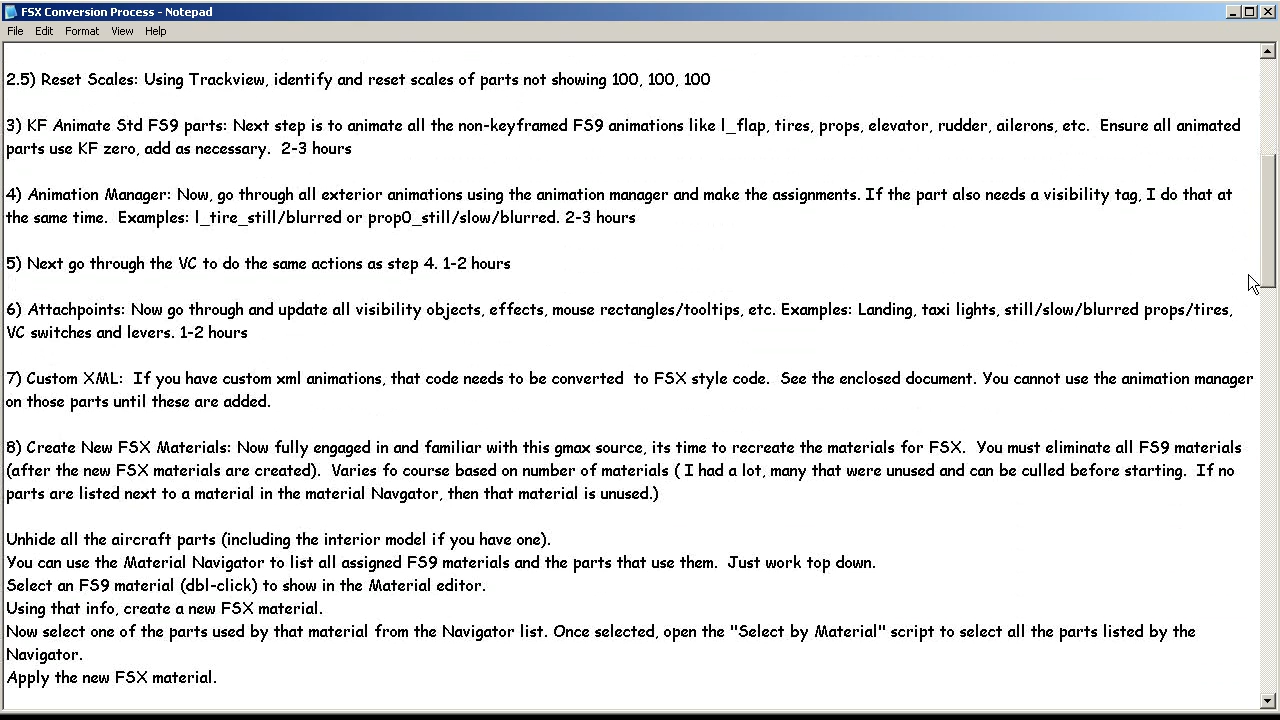 FSX Conversion Process - Notepad
File Edit Format View Help
2.5) Reset Scales: Using Trackview, identify and reset scales of parts not showing 100, 100, 100
3) KF Animate Std FS9 parts: Next step is to animate all the non-keyframed FS9 animations like l_flap, tires, props, elevator, rudder, ailerons, etc.  Ensure all animated
parts use KF zero, add as necessary.  2-3 hours
4) Animation Manager: Now, go through all exterior animations using the animation manager and make the assignments. If the part also needs a visibility tag, I do that at
the same time.  Examples: l_tire_still/blurred or prop0_still/slow/blurred. 2-3 hours
5) Next go through the VC to do the same actions as step 4. 1-2 hours
6) Attachpoints: Now go through and update all visibility objects, effects, mouse rectangles/tooltips, etc. Examples: Landing, taxi lights, still/slow/blurred props/tires,
VC switches and levers. 1-2 hours
7) Custom XML:  If you have custom xml animations, that code needs to be converted  to FSX style code.  See the enclosed document. You cannot use the animation manager
on those parts until these are added.
8) Create New FSX Materials: Now fully engaged in and familiar with this gmax source, its time to recreate the materials for FSX.  You must eliminate all FS9 materials
(after the new FSX materials are created).  Varies fo course based on number of materials ( I had a lot, many that were unused and can be culled before starting.  If no
parts are listed next to a material in the material Navgator, then that material is unused.)
Unhide all the aircraft parts (including the interior model if you have one).
You can use the Material Navigator to list all assigned FS9 materials and the parts that use them.  Just work top down.
Select an FS9 material (dbl-click) to show in the Material editor.
Using that info, create a new FSX material.
Now select one of the parts used by that material from the Navigator list. Once selected, open the "Select by Material" script to select all the parts listed by the
Navigator.
Apply the new FSX material.